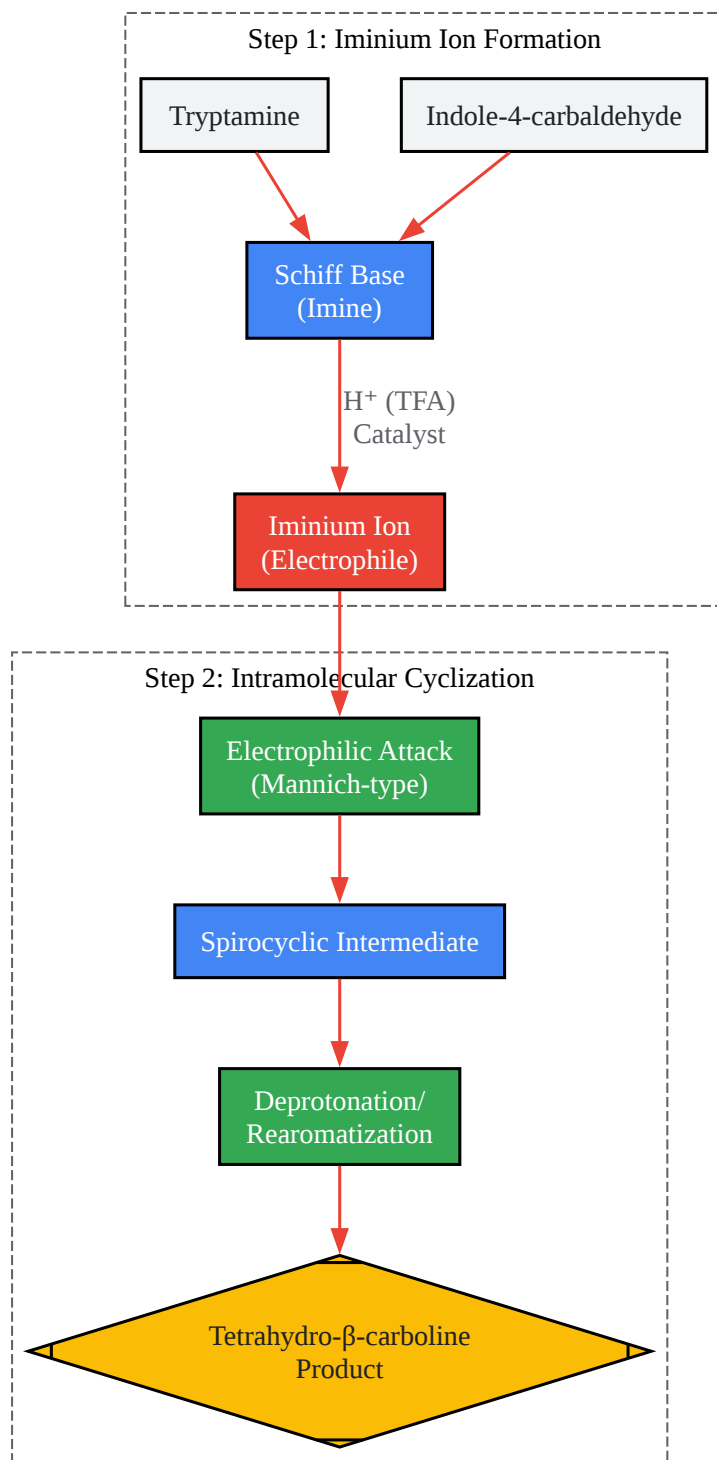 Step 1: Iminium Ion Formation
Tryptamine
Indole-4-carbaldehyde
Schiff Base
(Imine)
H⁺ (TFA)
Catalyst
Iminium Ion
(Electrophile)
Step 2: Intramolecular Cyclization
Electrophilic Attack
(Mannich-type)
Spirocyclic Intermediate
Deprotonation/
Rearomatization
Tetrahydro-β-carboline
Product